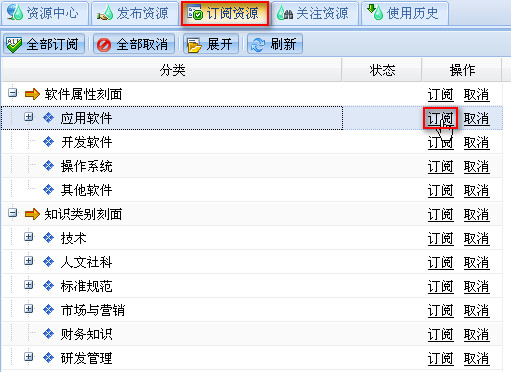 资源中心 发布资源 订阅资源 关注资源 使用历史
全部订阅 全部取消 展开 刷新
分类 状态 操作
软件属性刻面 订阅 取消
应用软件 订阅 取消
开发软件 订阅 取消
操作系统 订阅 取消
其他软件 订阅 取消
知识类别刻面 订阅 取消
技术 订阅 取消
人文社科 订阅 取消
标准规范 订阅 取消
市场与营销 订阅 取消
财务知识 订阅 取消
研发管理 订阅 取消